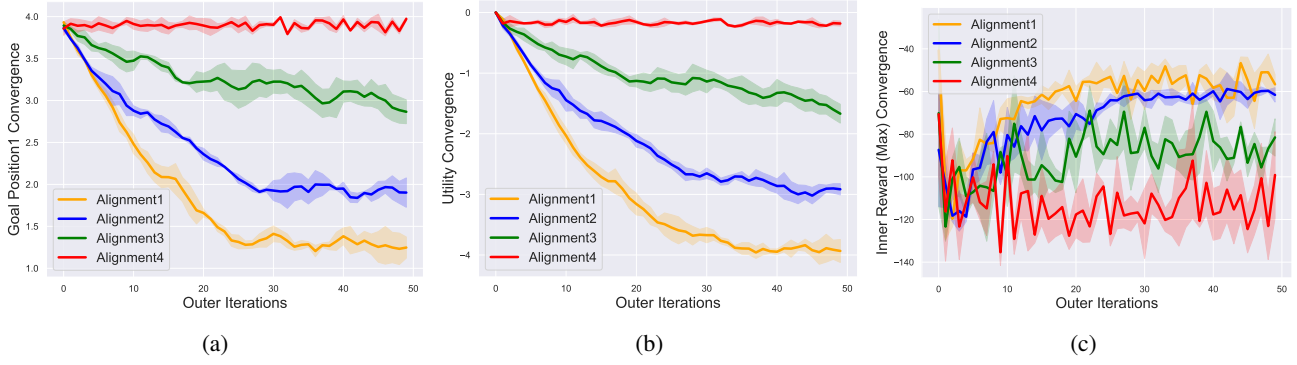 Goal Position1 Convergence
4.0
3.5
3.0
2.5
2.0
1.5
1.0
Alignment1
Alignment2
Alignment3
Alignment4
0 10 20 30 40 50
Outer Iterations
(a)
Utility Convergence
0
−1
−2
−3
−4
Alignment1
Alignment2
Alignment3
Alignment4
0 10 20 30 40 50
Outer Iterations
(b)
Inner Reward (Max) Convergence
−40
−60
−80
−100
−120
−140
Alignment1
Alignment2
Alignment3
Alignment4
0 10 20 30 40 50
Outer Iterations
(c)